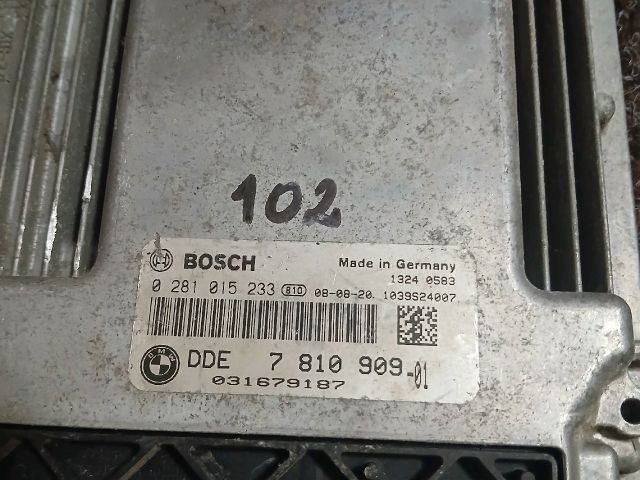 102
BOSCH Made in Germany
1324 0583
0 281 015 233 810 08-08-20. 1039S24007
BMW DDE 7 810 909-01
031679187